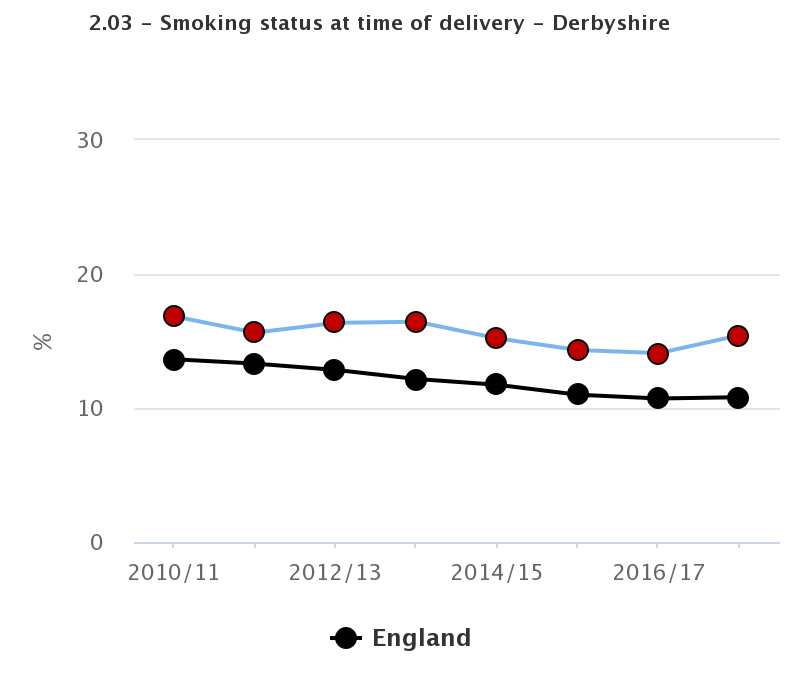 2.03 – Smoking status at time of delivery – Derbyshire
30
20
%
10
0
2010/11 2012/13 2014/15 2016/17
England